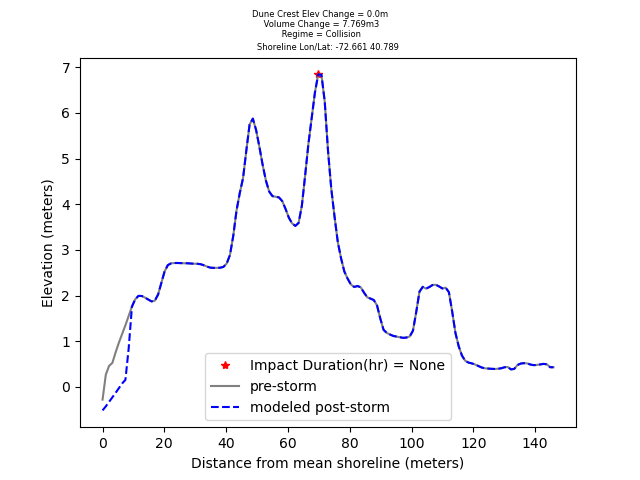 Dune Crest Elev Change = 0.0m
Volume Change = 7.769m3
Regime = Collision
Shoreline Lon/Lat: -72.661 40.789
7
6
5
4
3
2
1
0
Elevation (meters)
Impact Duration(hr) = None
pre-storm
modeled post-storm
0 20 40 60 80 100 120 140
Distance from mean shoreline (meters)